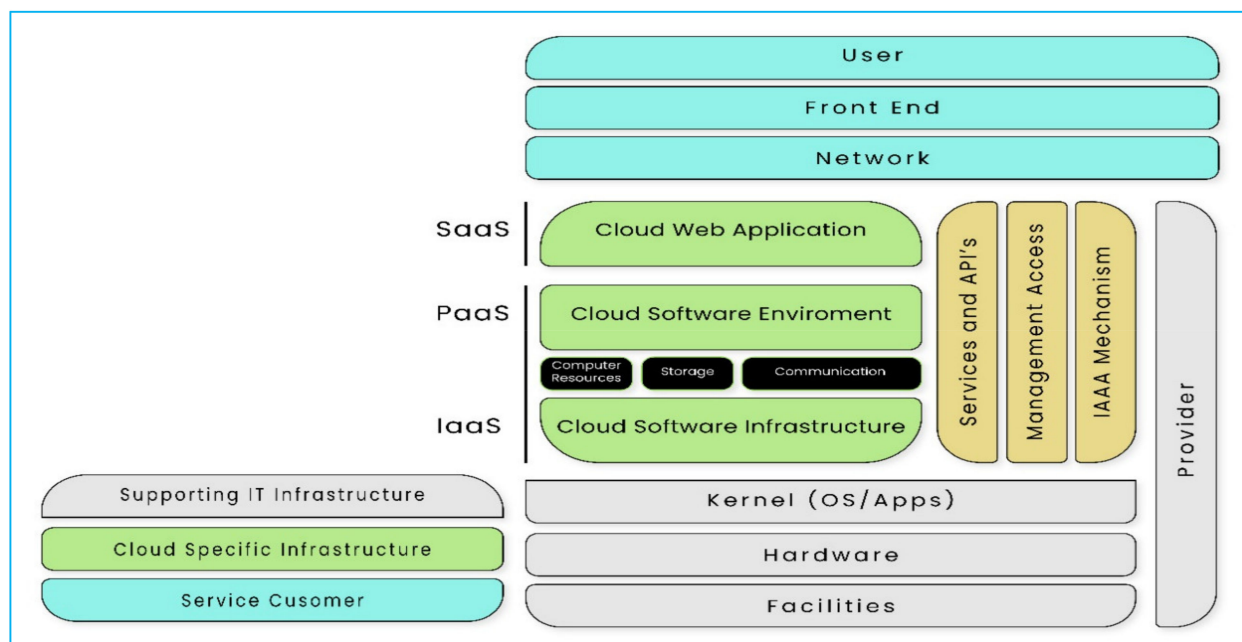 User
Front End
Network
SaaS
Cloud Web Application
PaaS
Cloud Software Enviroment
Computer
Resources
Storage
Communication
IaaS
Cloud Software Infrastructure
Services and API's
Management Access
IAAA Mechanism
Provider
Supporting IT Infrastructure
Kernel (OS/Apps)
Cloud Specific Infrastructure
Hardware
Service Cusomer
Facilities